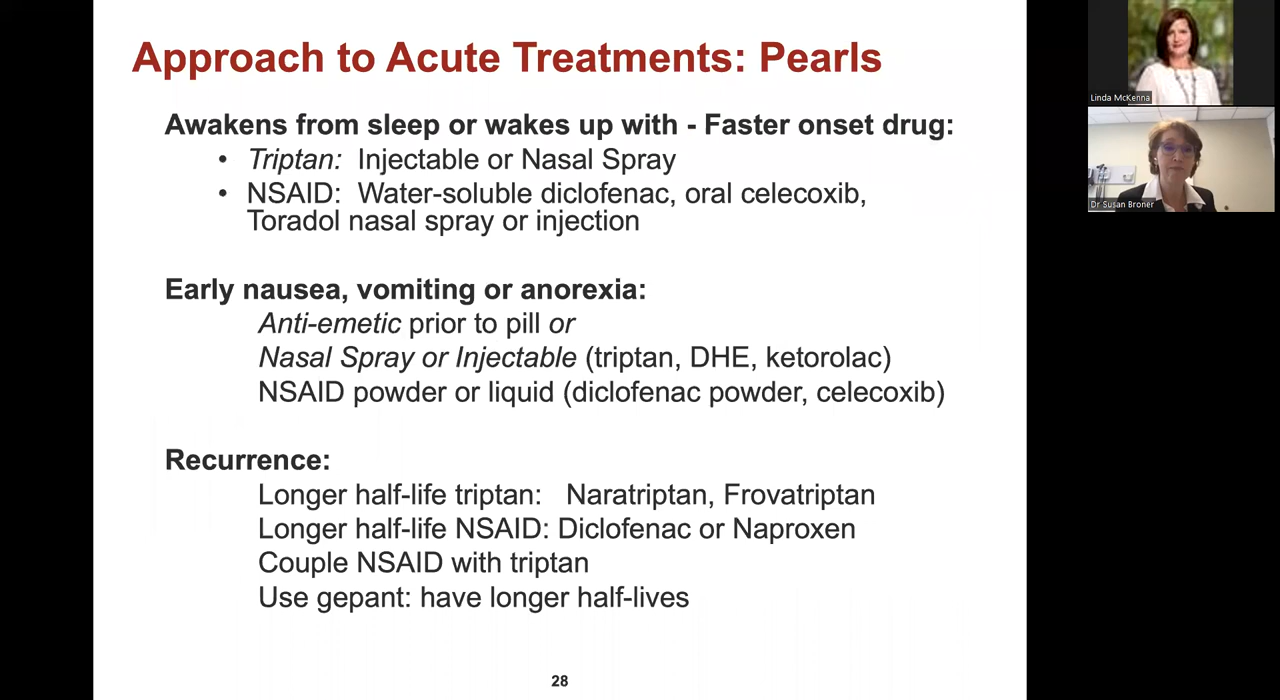 Approach to Acute Treatments: Pearls
Awakens from sleep or wakes up with - Faster onset drug:
• Triptan: Injectable or Nasal Spray
• NSAID: Water-soluble diclofenac, oral celecoxib,
Toradol nasal spray or injection
Early nausea, vomiting or anorexia:
Anti-emetic prior to pill or
Nasal Spray or Injectable (triptan, DHE, ketorolac)
NSAID powder or liquid (diclofenac powder, celecoxib)
Recurrence:
Longer half-life triptan: Naratriptan, Frovatriptan
Longer half-life NSAID: Diclofenac or Naproxen
Couple NSAID with triptan
Use gepant: have longer half-lives
28
Linda McKenna
Dr Susan Broner